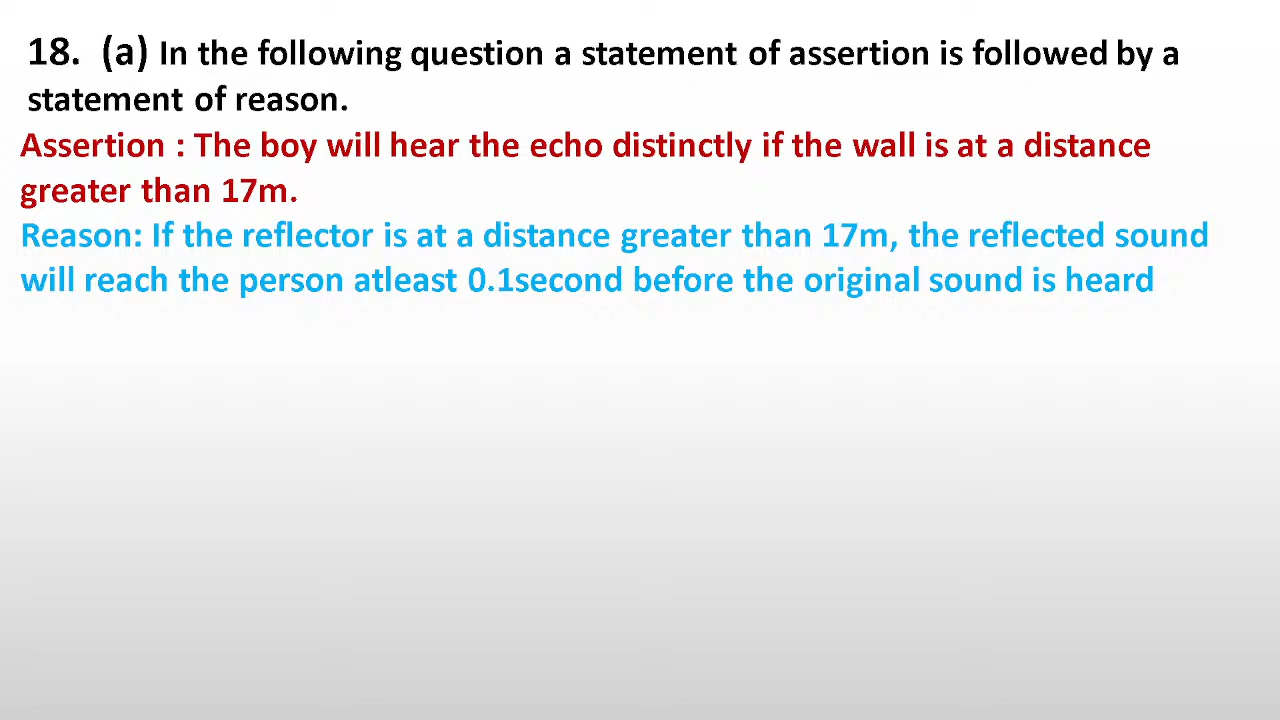 18.  (a) In the following question a statement of assertion is followed by a
statement of reason.
Assertion : The boy will hear the echo distinctly if the wall is at a distance
greater than 17m.
Reason: If the reflector is at a distance greater than 17m, the reflected sound
will reach the person atleast 0.1second before the original sound is heard